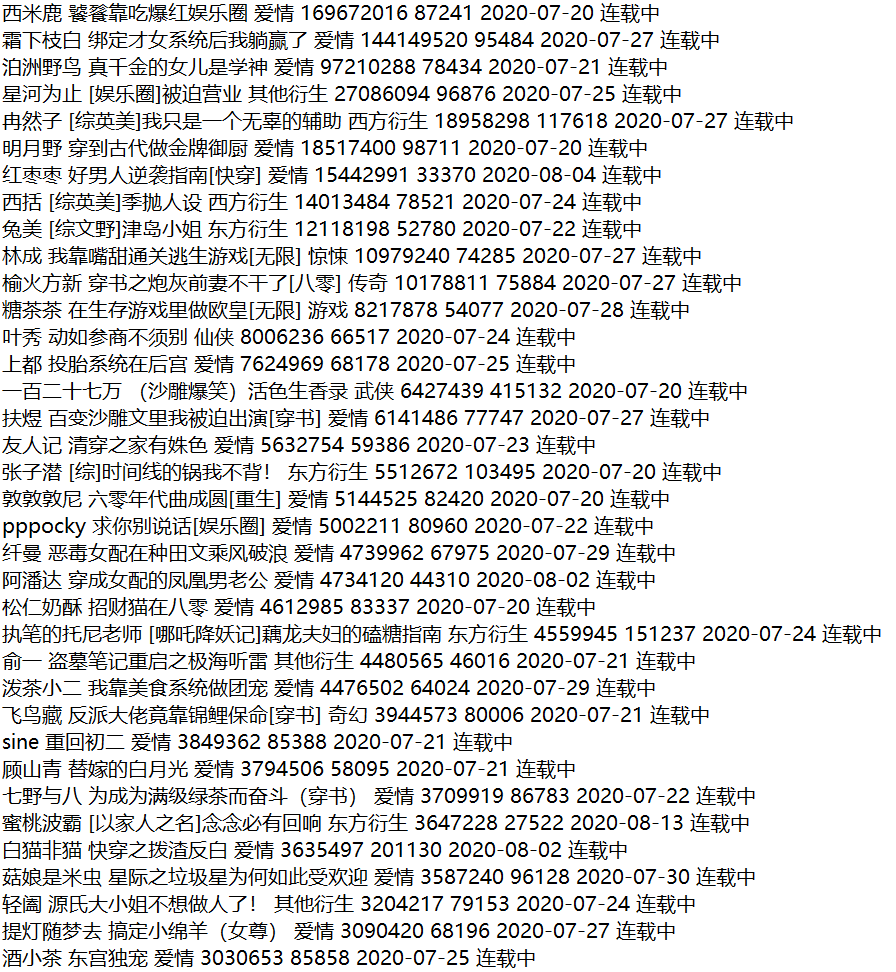 西米鹿 饕餮靠吃爆红娱乐圈 爱情 169672016 87241 2020-07-20 连载中
霜下枝白 绑定才女系统后我躺赢了 爱情 144149520 95484 2020-07-27 连载中
泊洲野鸟 真千金的女儿是学神 爱情 97210288 78434 2020-07-21 连载中
星河为止 [娱乐圈]被迫营业 其他衍生 27086094 96876 2020-07-25 连载中
冉然子 [综英美]我只是一个无辜的辅助 西方衍生 18958298 117618 2020-07-27 连载中
明月野 穿到古代做金牌御厨 爱情 18517400 98711 2020-07-20 连载中
红枣枣 好男人逆袭指南[快穿] 爱情 15442991 33370 2020-08-04 连载中
西括 [综英美]季抛人设 西方衍生 14013484 78521 2020-07-24 连载中
兔美 [综文野]津岛小姐 东方衍生 12118198 52780 2020-07-22 连载中
林成 我靠嘴甜通关逃生游戏[无限] 惊悚 10979240 74285 2020-07-27 连载中
榆火方新 穿书之炮灰前妻不干了[八零] 传奇 10178811 75884 2020-07-27 连载中
糖茶茶 在生存游戏里做欧皇[无限] 游戏 8217878 54077 2020-07-28 连载中
叶秀 动如参商不须别 仙侠 8006236 66517 2020-07-24 连载中
上都 投胎系统在后宫 爱情 7624969 68178 2020-07-25 连载中
一百二十七万 （沙雕爆笑）活色生香录 武侠 6427439 415132 2020-07-20 连载中
扶煜 百变沙雕文里我被迫出演[穿书] 爱情 6141486 77747 2020-07-27 连载中
友人记 清穿之家有姝色 爱情 5632754 59386 2020-07-23 连载中
张子潜 [综]时间线的锅我不背！ 东方衍生 5512672 103495 2020-07-20 连载中
敦敦敦尼 六零年代曲成圆[重生] 爱情 5144525 82420 2020-07-20 连载中
pppocky 求你别说话[娱乐圈] 爱情 5002211 80960 2020-07-22 连载中
纤曼 恶毒女配在种田文乘风破浪 爱情 4739962 67975 2020-07-29 连载中
阿潘达 穿成女配的凤凰男老公 爱情 4734120 44310 2020-08-02 连载中
松仁奶酥 招财猫在八零 爱情 4612985 83337 2020-07-20 连载中
执笔的托尼老师 [哪吒降妖记]藕龙夫妇的磕糖指南 东方衍生 4559945 151237 2020-07-24 连载中
俞一 盗墓笔记重启之极海听雷 其他衍生 4480565 46016 2020-07-21 连载中
泼茶小二 我靠美食系统做团宠 爱情 4476502 64024 2020-07-29 连载中
飞鸟藏 反派大佬竟靠锦鲤保命[穿书] 奇幻 3944573 80006 2020-07-21 连载中
sine 重回初二 爱情 3849362 85388 2020-07-21 连载中
顾山青 替嫁的白月光 爱情 3794506 58095 2020-07-21 连载中
七野与八 为成为满级绿茶而奋斗（穿书） 爱情 3709919 86783 2020-07-22 连载中
蜜桃波霸 [以家人之名]念念必有回响 东方衍生 3647228 27522 2020-08-13 连载中
白猫非猫 快穿之拨渣反白 爱情 3635497 201130 2020-08-02 连载中
菇娘是米虫 星际之垃圾星为何如此受欢迎 爱情 3587240 96128 2020-07-30 连载中
轻阖 源氏大小姐不想做人了！ 其他衍生 3204217 79153 2020-07-24 连载中
提灯随梦去 搞定小绵羊（女尊） 爱情 3090420 68196 2020-07-27 连载中
酒小茶 东宫独宠 爱情 3030653 85858 2020-07-25 连载中